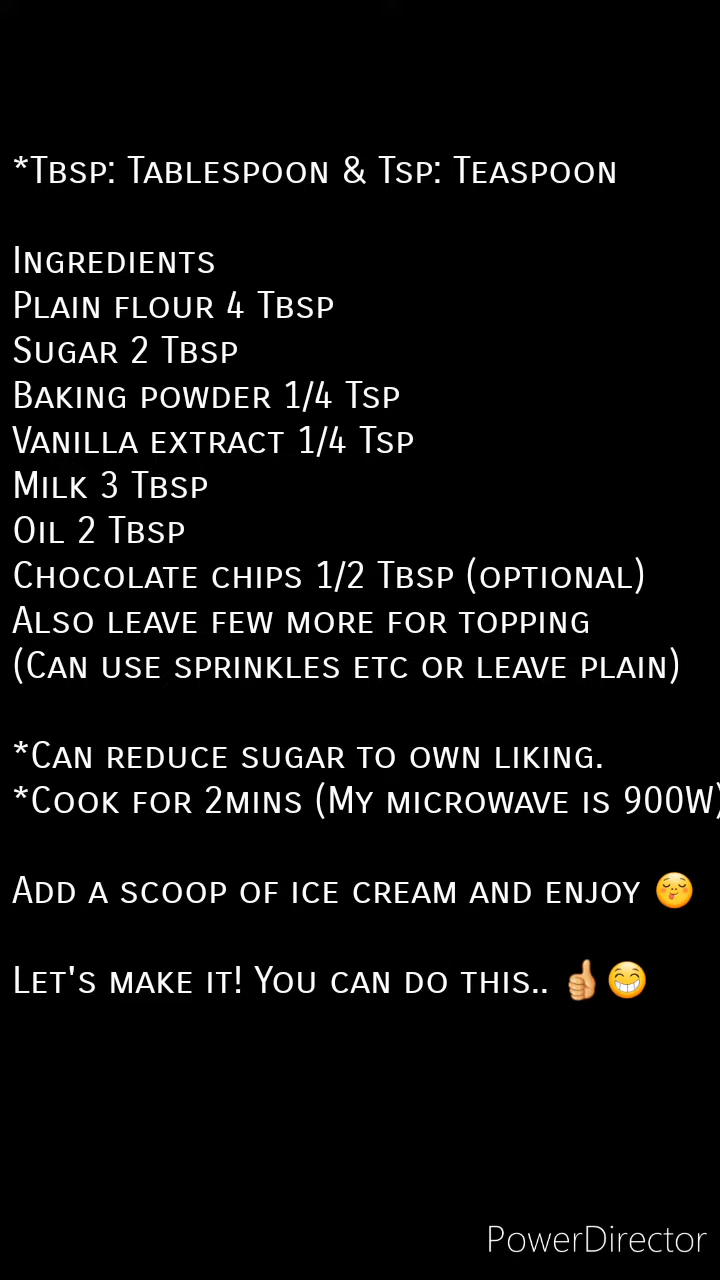 *Tbsp: Tablespoon & Tsp: Teaspoon
Ingredients
Plain flour 4 Tbsp
Sugar 2 Tbsp
Baking powder 1/4 Tsp
Vanilla extract 1/4 Tsp
Milk 3 Tbsp
Oil 2 Tbsp
Chocolate chips 1/2 Tbsp (optional)
Also leave few more for topping
(Can use sprinkles etc or leave plain)
*Can reduce sugar to own liking.
*Cook for 2mins (My microwave is 900W)
Add a scoop of ice cream and enjoy 😋
Let's make it! You can do this.. 👍😁
PowerDirector